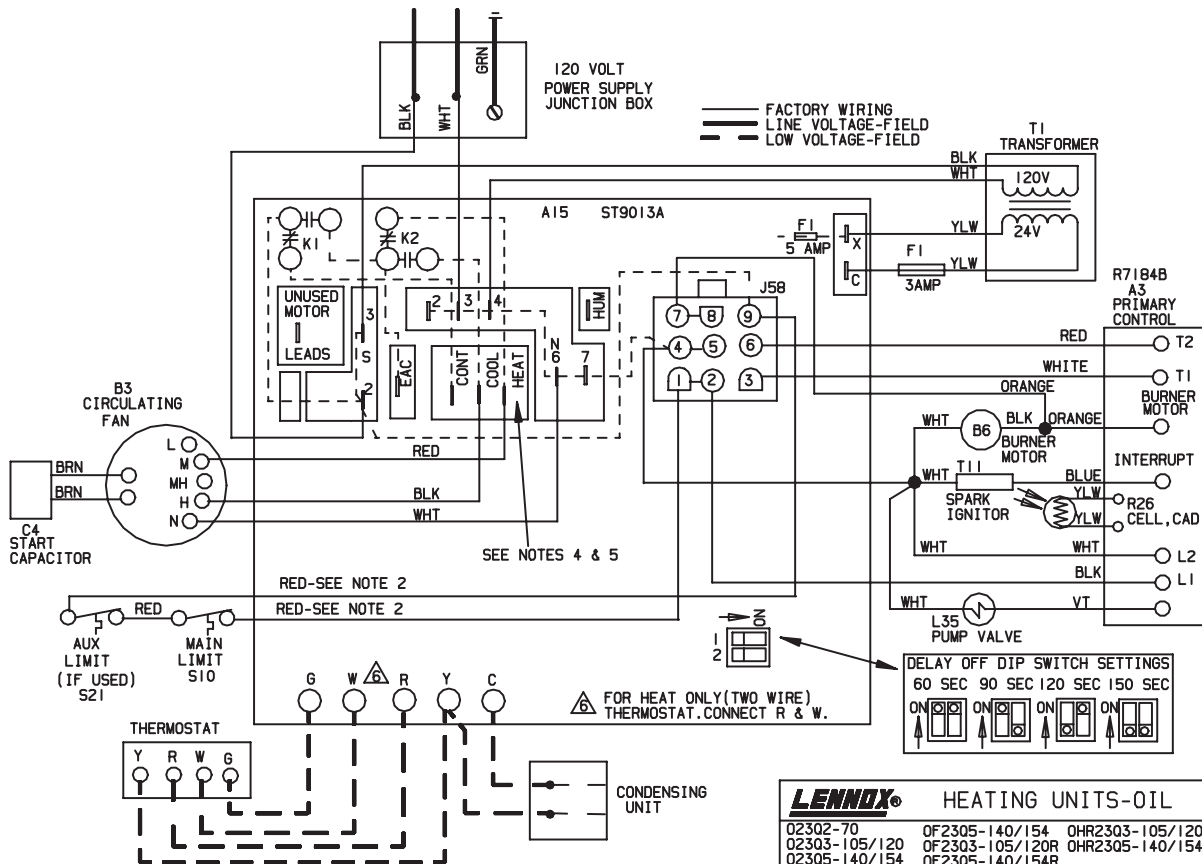 120 VOLT
POWER SUPPLY
JUNCTION BOX
BLK
WHT
GRN
FACTORY WIRING
LINE VOLTAGE-FIELD
LOW VOLTAGE-FIELD
T1
TRANSFORMER
BLK
WHT
120V
24V
YLW
YLW
A15 ST9013A
F1
5 AMP
X
C
F1
3AMP
K1
K2
UNUSED
MOTOR
LEADS
3
S
2
EAC
2 3 4
CONT
COOL
HEAT
N
6
7
HUM
J58
7 8 9
4 5 6
1 2 3
R7184B
A3
PRIMARY
CONTROL
RED
T2
WHITE
T1
ORANGE
BURNER
MOTOR
WHT
B6
BLK
ORANGE
BURNER
MOTOR
INTERRUPT
WHT
T11
BLUE
SPARK
IGNITOR
YLW
YLW
R26
CELL,CAD
WHT
WHT
L2
BLK
L1
WHT
VT
L35
PUMP VALVE
B3
CIRCULATING
FAN
L
M
MH
H
N
BRN
BRN
C4
START
CAPACITOR
RED
BLK
WHT
SEE NOTES 4 & 5
RED-SEE NOTE 2
RED-SEE NOTE 2
RED
AUX
LIMIT
(IF USED)
S21
MAIN
LIMIT
S10
ON
1
2
G W 6 R Y C
6 FOR HEAT ONLY(TWO WIRE)
THERMOSTAT.CONNECT R & W.
DELAY OFF DIP SWITCH SETTINGS
60 SEC 90 SEC 120 SEC 150 SEC
ON ON ON ON
THERMOSTAT
Y R W G
CONDENSING
UNIT
LENNOX® HEATING UNITS-OIL
O23Q2-70 OF23Q5-140/154 OHR23Q3-105/120
O23Q3-105/120 OF23Q3-105/120R OHR23Q5-140/154
O23Q5-140/154 OF23Q5-140/154R